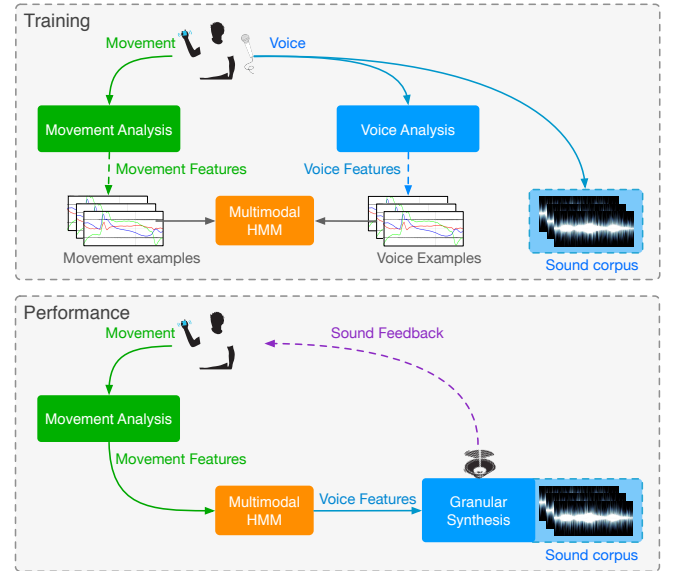 Training
Movement
Voice
Movement Analysis
Voice Analysis
Movement Features
Voice Features
Multimodal
HMM
Movement examples
Voice Examples
Sound corpus
Performance
Movement
Sound Feedback
Movement Analysis
Movement Features
Multimodal
HMM
Voice Features
Granular
Synthesis
Sound corpus